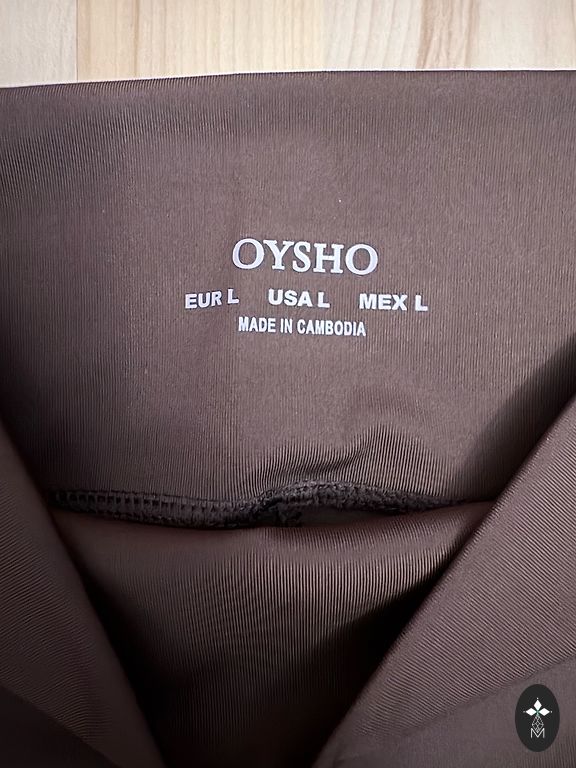 OYSHO
EUR L USA L MEX L
MADE IN CAMBODIA
M